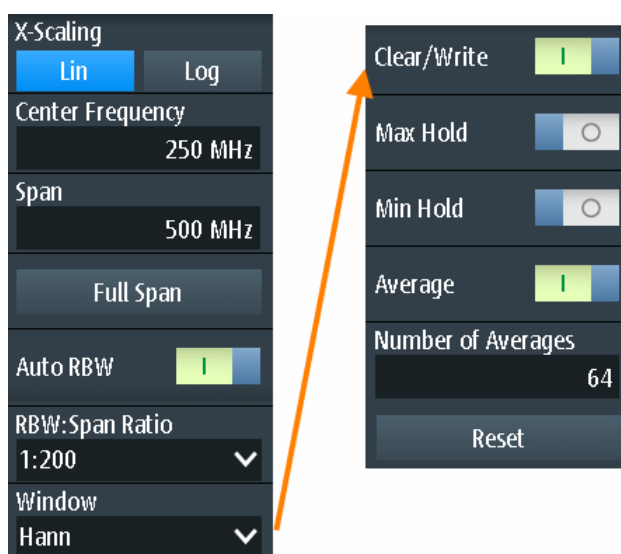 X-Scaling
Lin Log
Center Frequency
250 MHz
Span
500 MHz
Full Span
Auto RBW I
RBW:Span Ratio
1:200
Window
Hann
Clear/Write I
Max Hold O
Min Hold O
Average I
Number of Averages
64
Reset